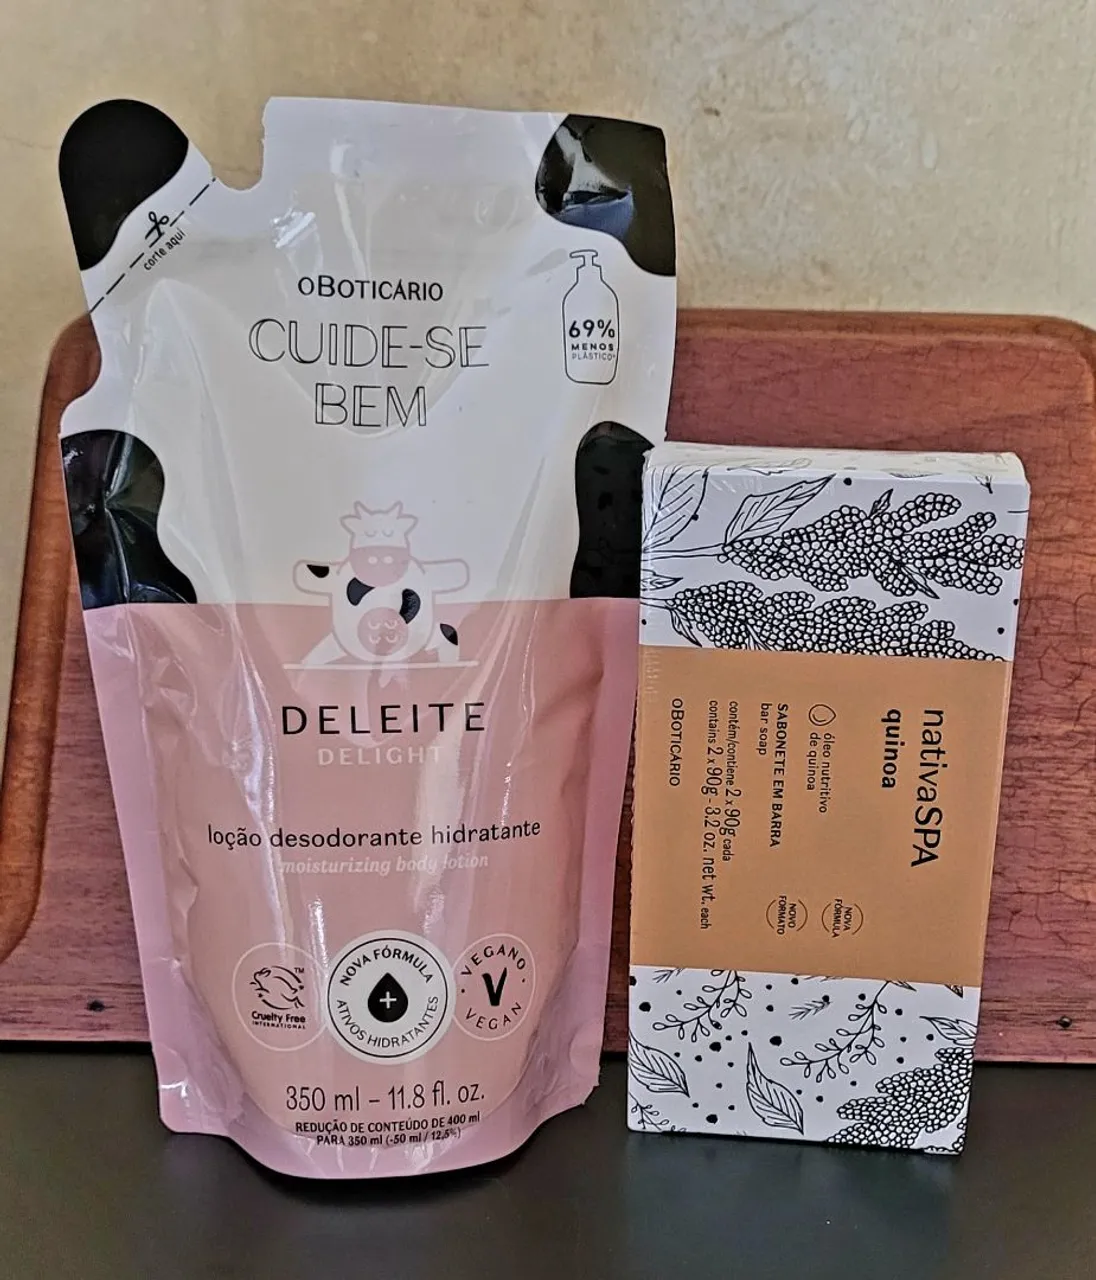 corte aqui
oBOTICÁRIO
CUIDE-SE
BEM
69%
MENOS
PLÁSTICO*
DELEITE
DELIGHT
loção desodorante hidratante
moisturizing body lotion
Cruelty Free
INTERNATIONAL
TM
NOVA FÓRMULA
ATIVOS HIDRATANTES
VEGANO
V
VEGAN
350 ml – 11.8 fl. oz.
REDUÇÃO DE CONTEÚDO DE 400 ml
PARA 350 ml (-50 ml / 12,5%)
nativaSPA
quinoa
óleo nutritivo
de quinoa
NOVA
FÓRMULA
SABONETE EM BARRA
bar soap
NOVO
FORMATO
contém/contiene 2 x 90g cada
contains 2 x 90g - 3.2 oz. net wt. each
oBOTICÁRIO